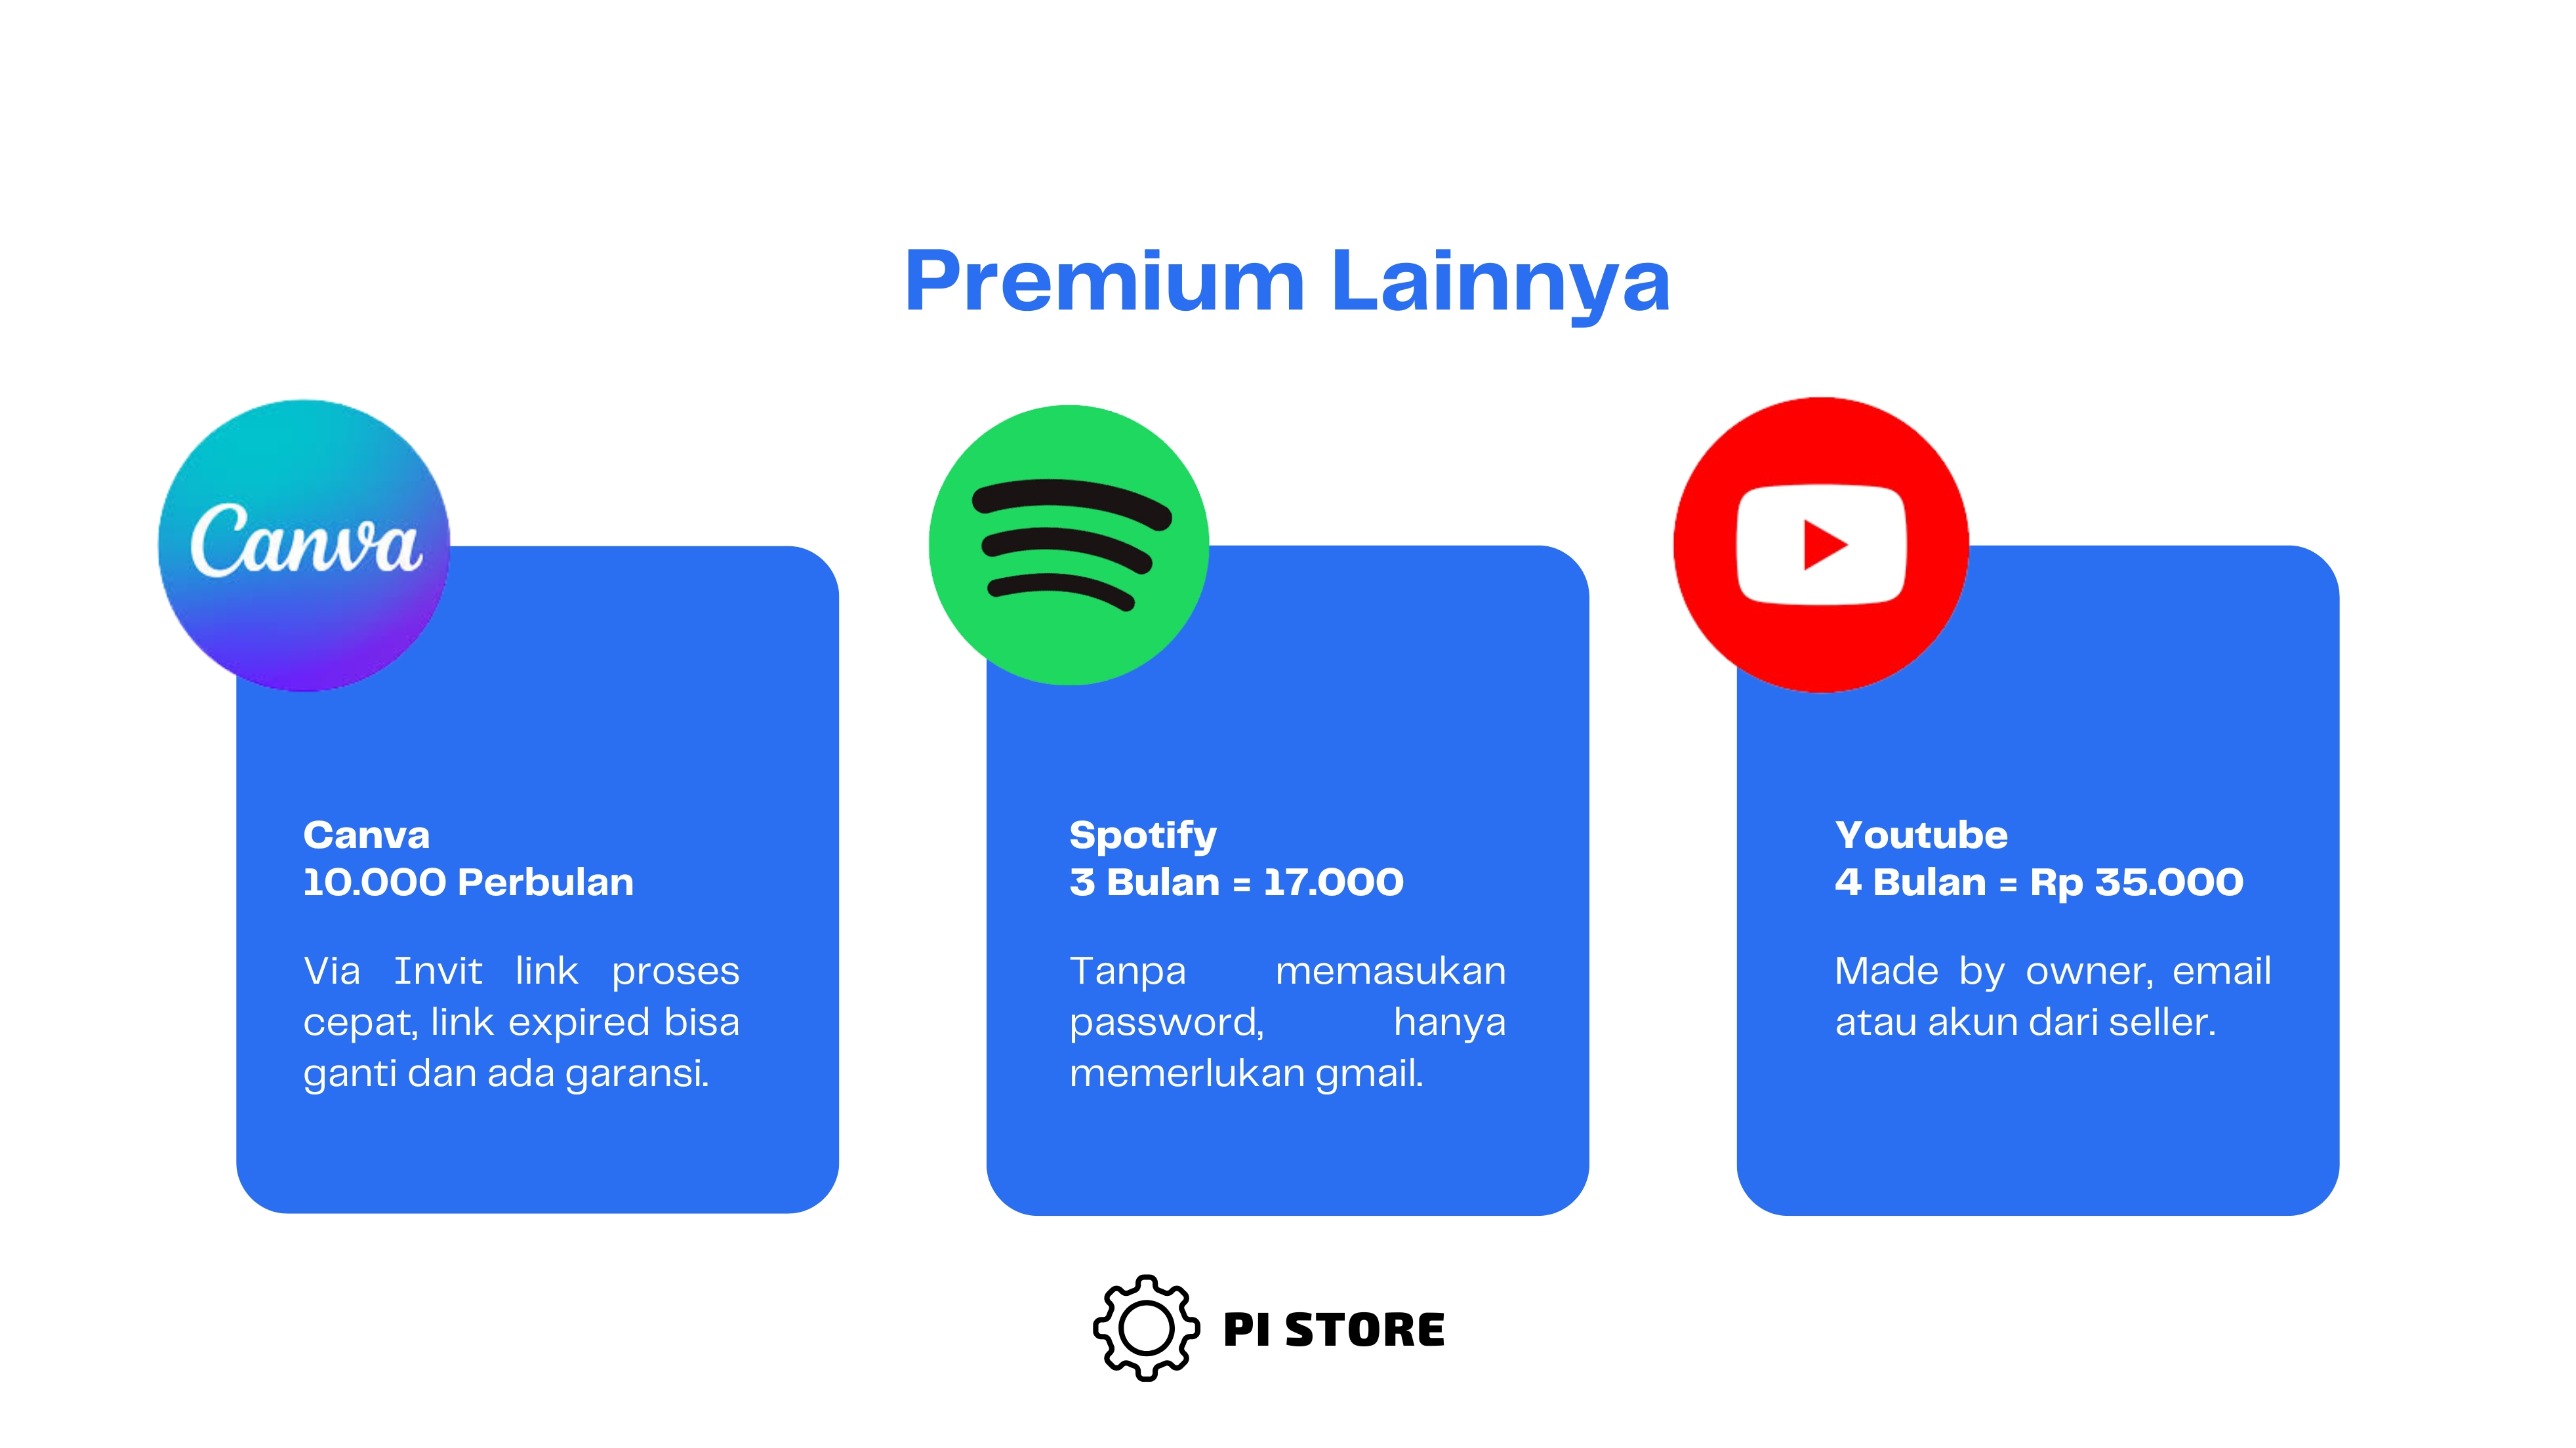 Premium Lainnya
Canva
Canva
10.000 Perbulan
Via Invit link proses
cepat, link expired bisa
ganti dan ada garansi.
Spotify
3 Bulan = 17.000
Tanpa memasukan
password, hanya
memerlukan gmail.
Youtube
4 Bulan = Rp 35.000
Made by owner, email
atau akun dari seller.
PI STORE